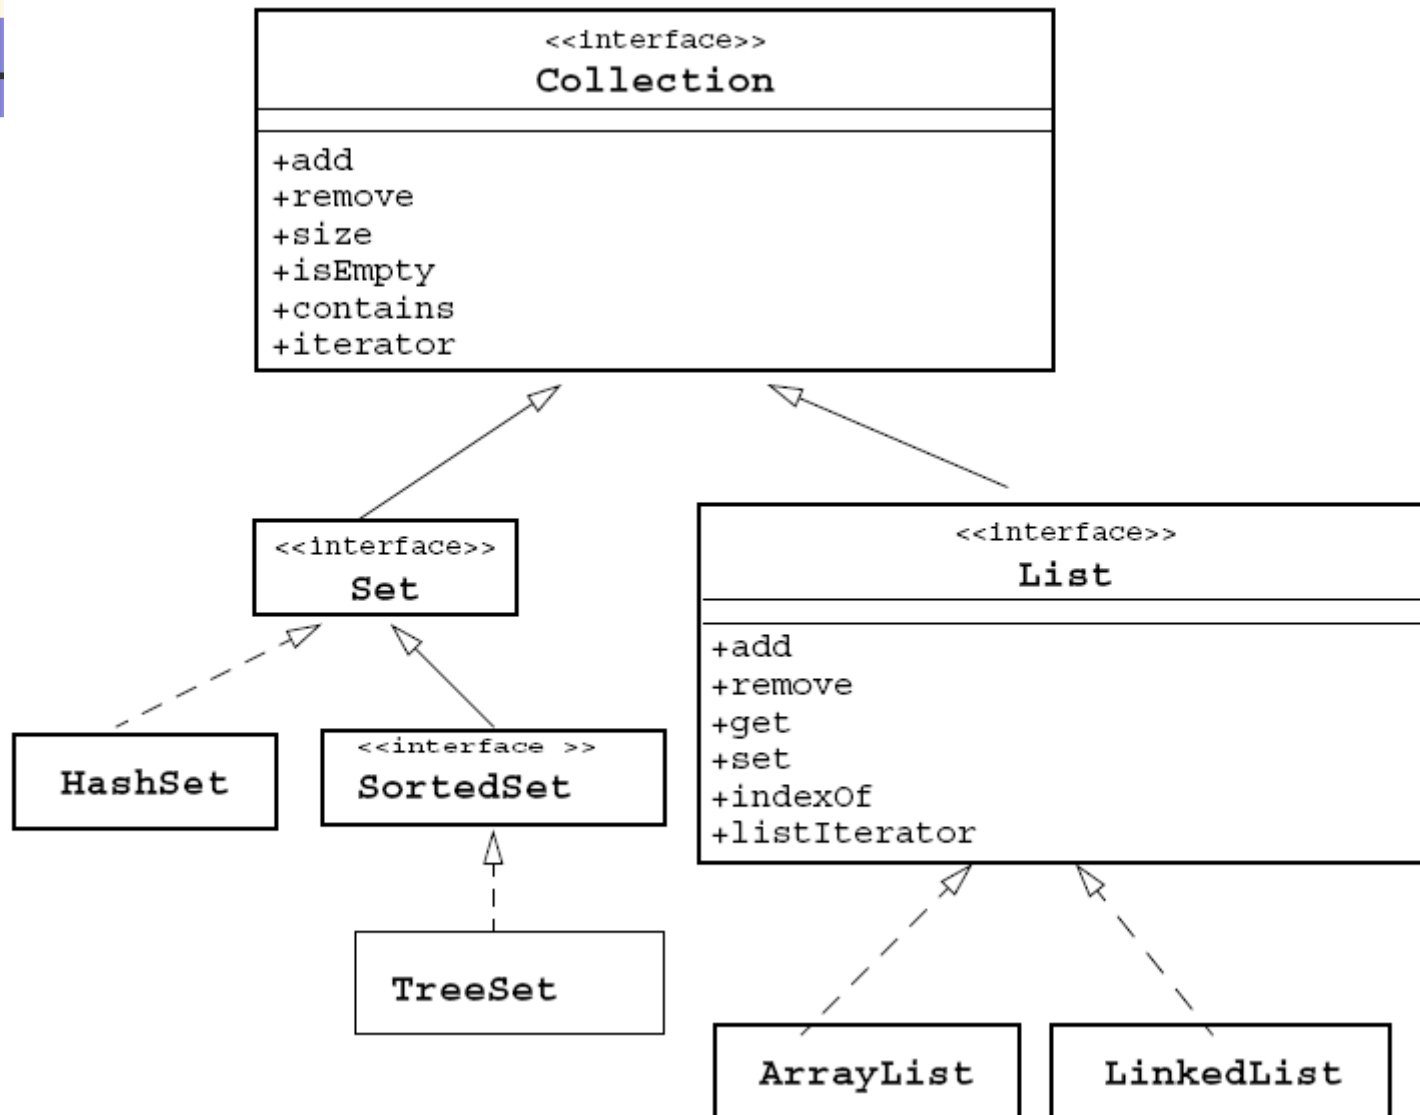 <<interface>>
Collection
+add
+remove
+size
+isEmpty
+contains
+iterator
<<interface>>
Set
<<interface>>
List
+add
+remove
+get
+set
+indexOf
+listIterator
HashSet
<<interface >>
SortedSet
TreeSet
ArrayList
LinkedList